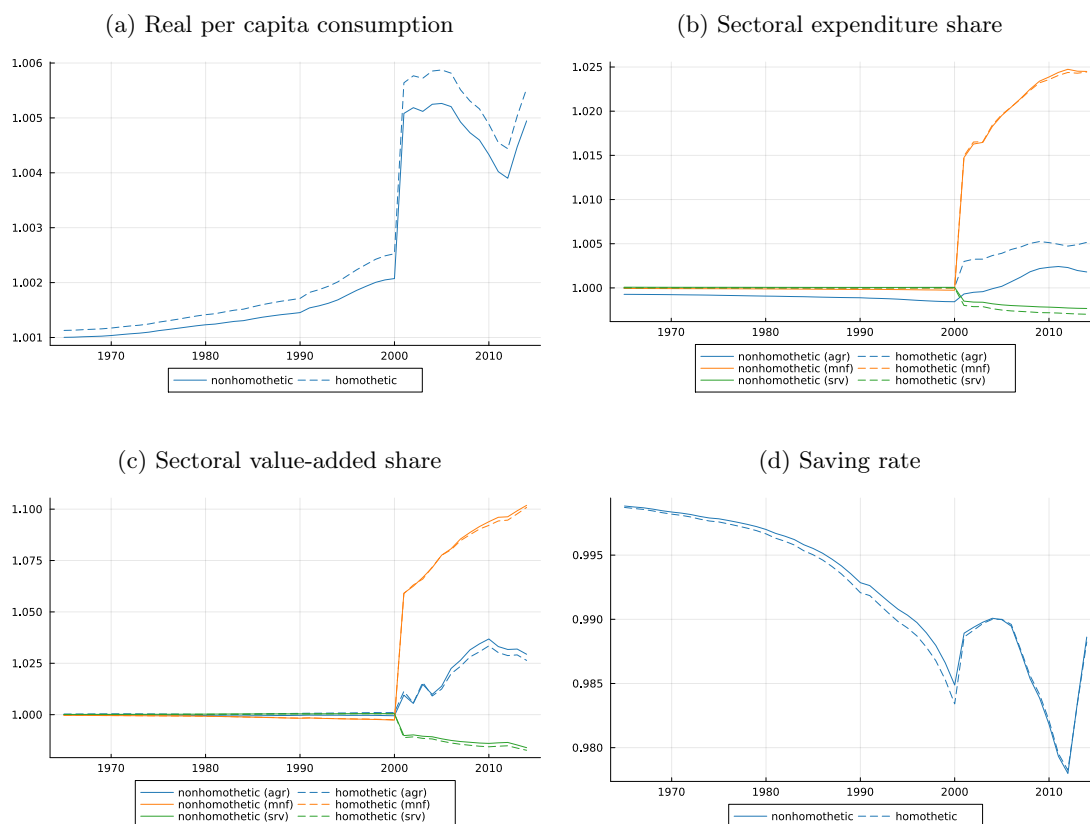 (a) Real per capita consumption
1.006
1.005
1.004
1.003
1.002
1.001
1970 1980 1990 2000 2010
nonhomothetic homothetic
(b) Sectoral expenditure share
1.025
1.020
1.015
1.010
1.005
1.000
1970 1980 1990 2000 2010
nonhomothetic (agr) homothetic (agr)
nonhomothetic (mnf) homothetic (mnf)
nonhomothetic (srv) homothetic (srv)
(c) Sectoral value-added share
1.100
1.075
1.050
1.025
1.000
1970 1980 1990 2000 2010
nonhomothetic (agr) homothetic (agr)
nonhomothetic (mnf) homothetic (mnf)
nonhomothetic (srv) homothetic (srv)
(d) Saving rate
0.995
0.990
0.985
0.980
1970 1980 1990 2000 2010
nonhomothetic homothetic